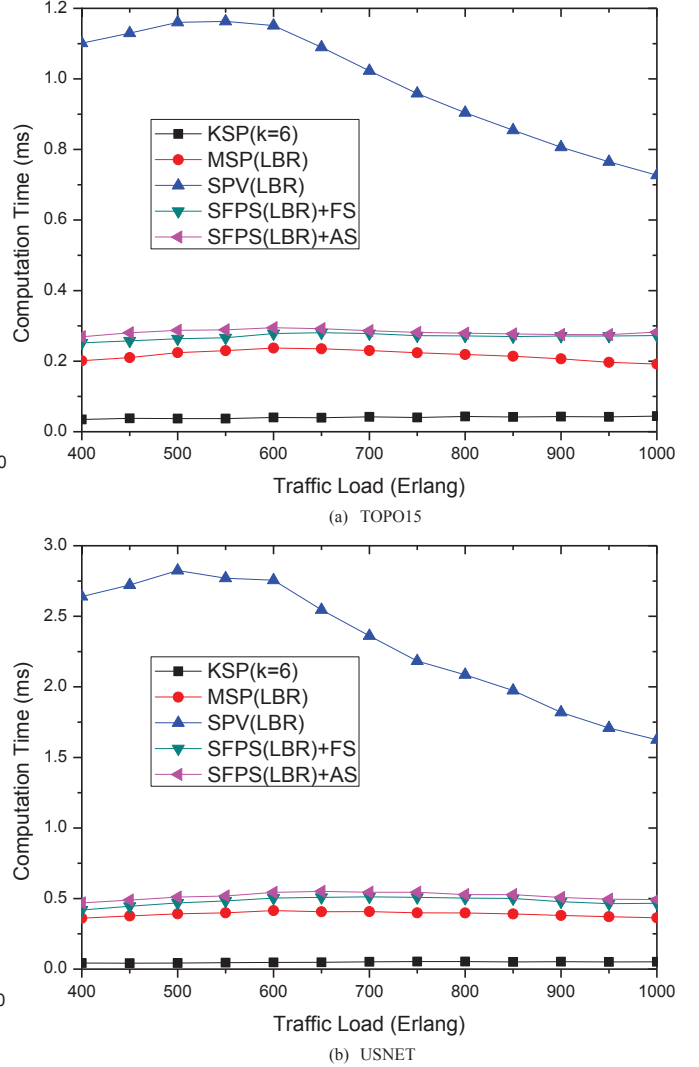 1.2
1.0
0.8
0.6
0.4
0.2
0.0
Computation Time (ms)
KSP(k=6)
MSP(LBR)
SPV(LBR)
SFPS(LBR)+FS
SFPS(LBR)+AS
400 500 600 700 800 900 1000
0
Traffic Load (Erlang)
(a) TOPO15
3.0
2.5
2.0
1.5
1.0
0.5
0.0
Computation Time (ms)
KSP(k=6)
MSP(LBR)
SPV(LBR)
SFPS(LBR)+FS
SFPS(LBR)+AS
400 500 600 700 800 900 1000
0
Traffic Load (Erlang)
(b) USNET